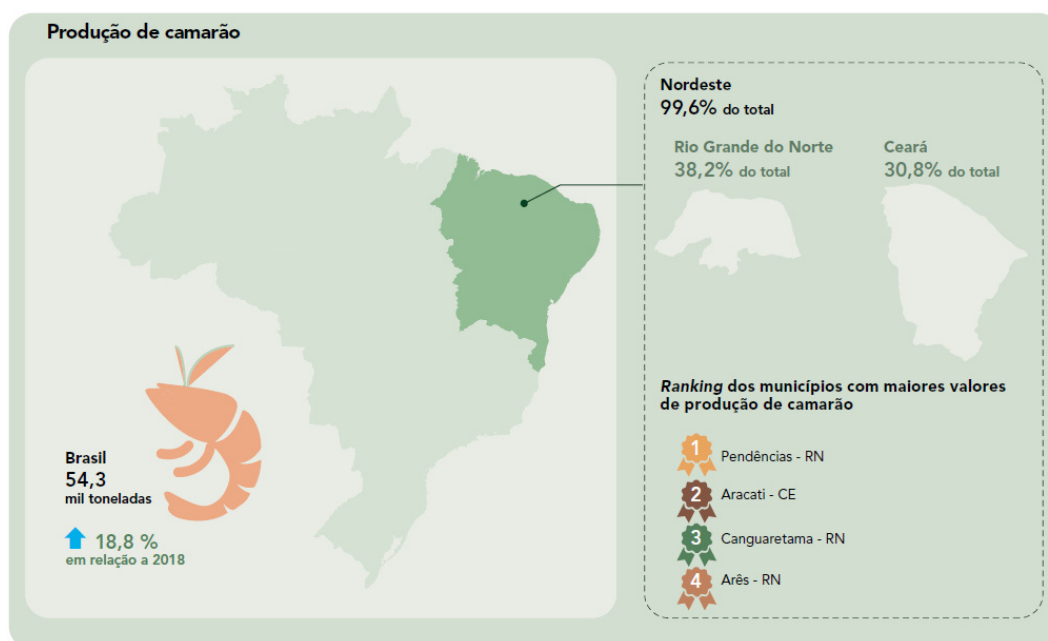 Produção de camarão
Nordeste
99,6% do total
Rio Grande do Norte
38,2% do total
Ceará
30,8% do total
Ranking dos municípios com maiores valores
de produção de camarão
1
Pendências - RN
2
Aracati - CE
3
Canguaretama - RN
4
Arês - RN
Brasil
54,3
mil toneladas
18,8 %
em relação a 2018